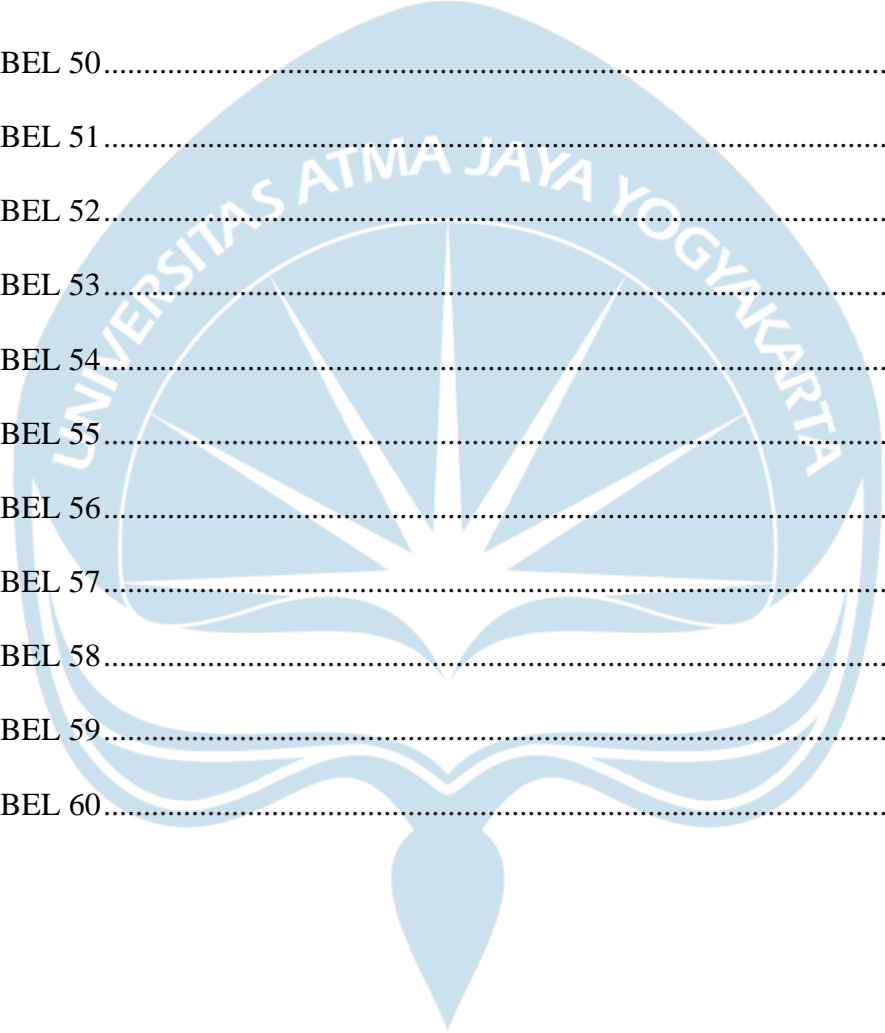 BEL 50..........................................................................................
BEL 51..........................................................................................
UNIVERSITAS ATMA JAYA YOGYAKARTA
BEL 52..........................................................................................
BEL 53..........................................................................................
BEL 54..........................................................................................
BEL 55..........................................................................................
BEL 56..........................................................................................
BEL 57..........................................................................................
BEL 58..........................................................................................
BEL 59..........................................................................................
BEL 60..........................................................................................